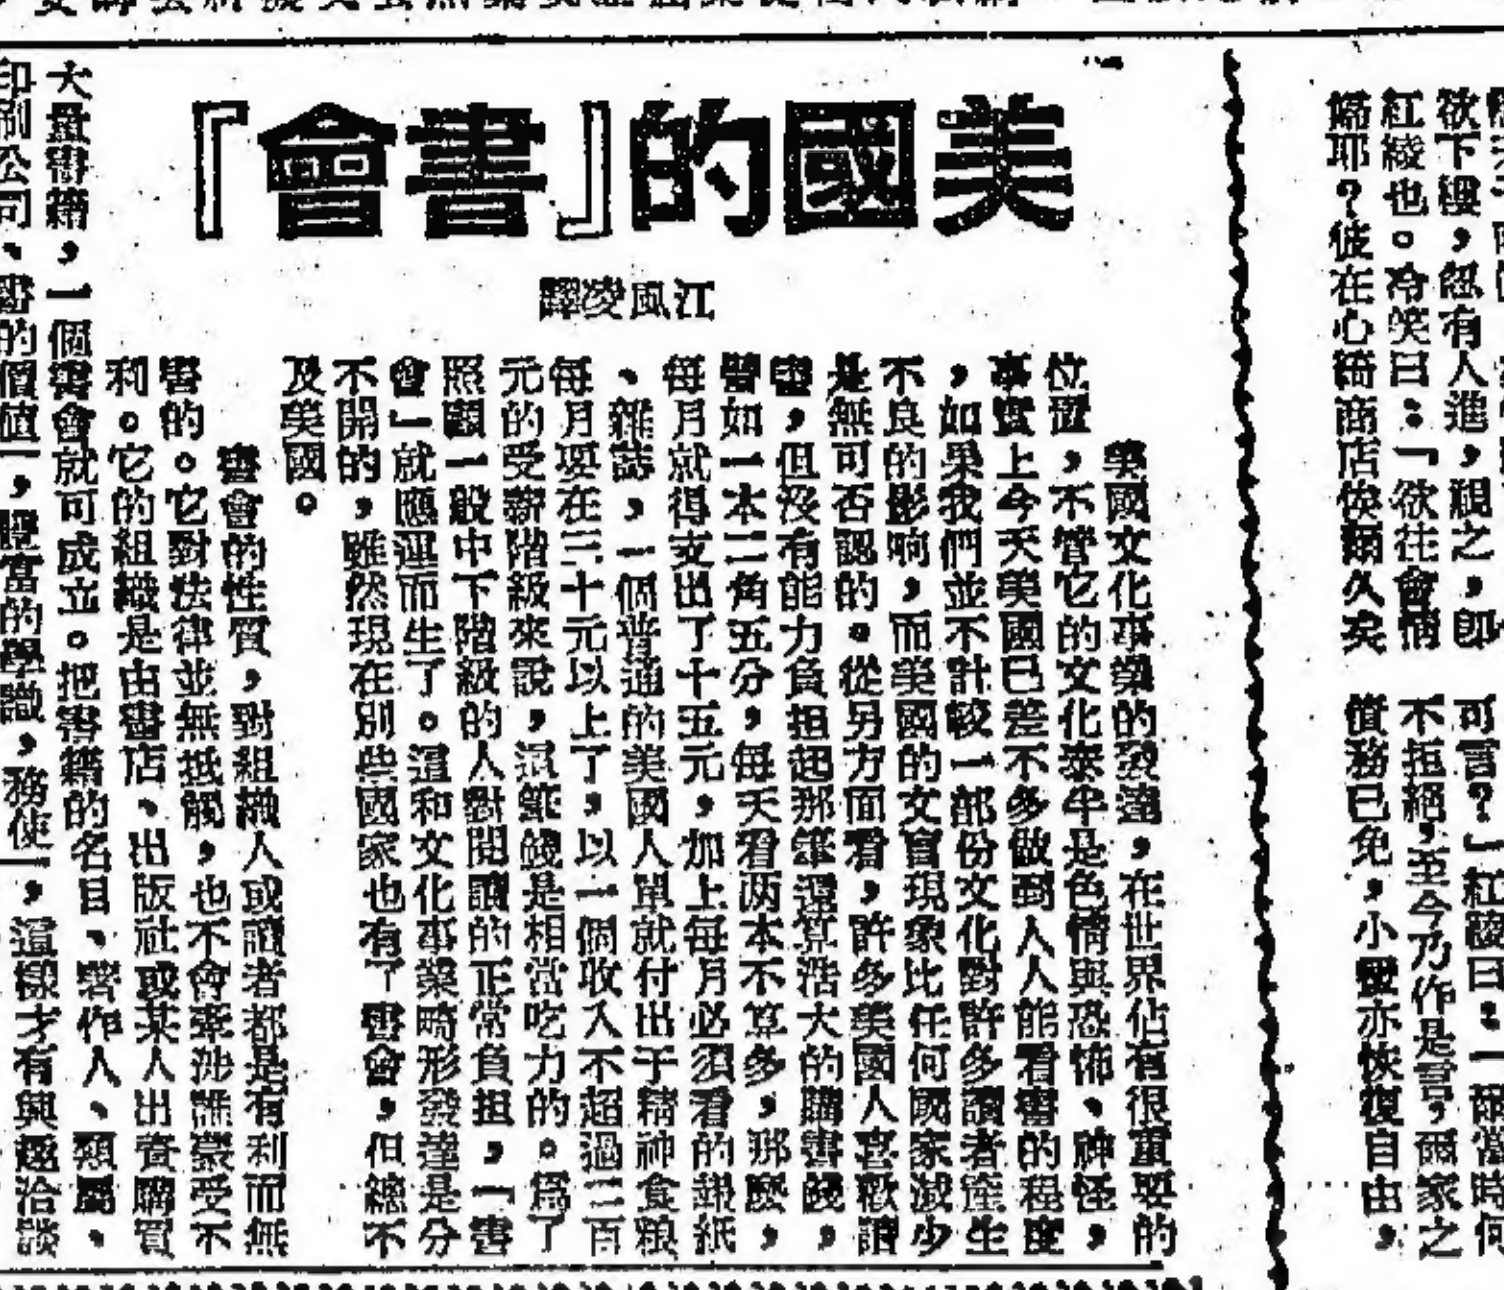 美國的『書會』
江風凌譯
美國文化事業的發達，在世界佔有很重要的
位置，不管它的文化泰半是色情與恐怖、神怪，
事實上今天美國已差不多做到人人能看書的程度
，如果我們並不計較一部份文化對許多讀者產生
不良的影响，而美國的文盲現象比任何國家減少
是無可否認的。從另方面看，許多美國人喜歡讀
書，但沒有能力負担起那筆還算浩大的購書錢，
譬如一本二角五分，每天看两本不算多，那麽，
每月就得支出了十五元，加上每月必須看的報紙
、雜誌，一個普通的美國人單就付出于精神食粮
每月要在三十元以上了，以一個收入不超過三百
元的受薪階級來說，這筆錢是相當吃力的。爲了
照顧一般中下階級的人對閱讀的正常負担，「書
會」就應運而生了。這和文化事業畸形發達是分
不開的，雖然現在別些國家也有了書會，但總不
及美國。
書會的性質，對組織人或讀者都是有利而無
害的。它對法律並無抵觸，也不會牽涉誰蒙受不
利。它的組織是由書店、出版社或某人出資購買
大量書籍，一個書會就可成立。把書籍的名目、著作人、類屬、
印刷公司、書的價值，豐富的學識，務使，這樣才有興趣洽談
欲下樓，忽有人進，視之，卽
紅綾也。冷笑曰：「欲往會情
耶？彼在心綺商店俟爾久矣
可言？」紅綾曰：「爾當時何
不拒絕，至今乃作是言，爾家之
債務已免，小靈亦恢復自由，